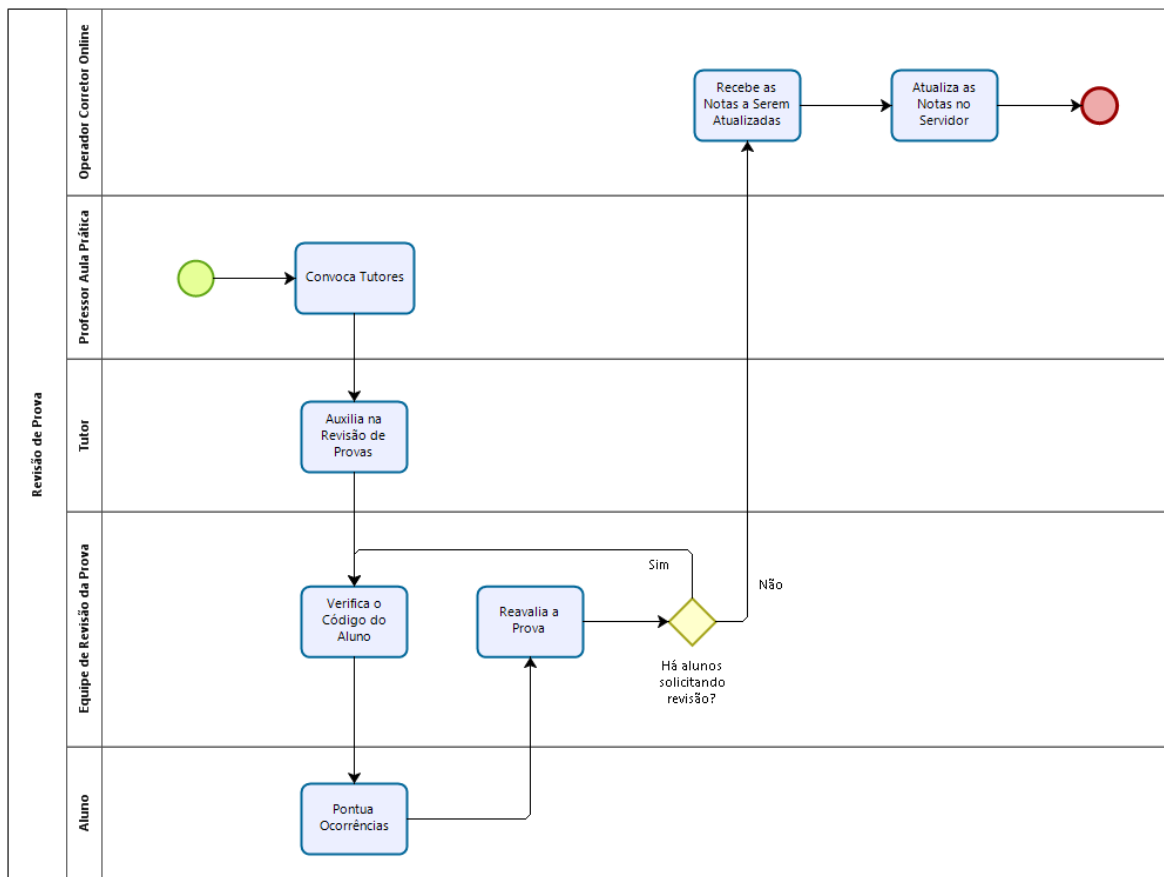 Revisão de Prova
Operador Corretor Online
Recebe as
Notas a Serem
Atualizadas
Atualiza as
Notas no
Servidor
Professor Aula Prática
Convoca Tutores
Tutor
Auxilia na
Revisão de
Provas
Equipe de Revisão da Prova
Verifica o
Código do
Aluno
Reavalia a
Prova
Sim
Não
Há alunos
solicitando
revisão?
Aluno
Pontua
Ocorrências